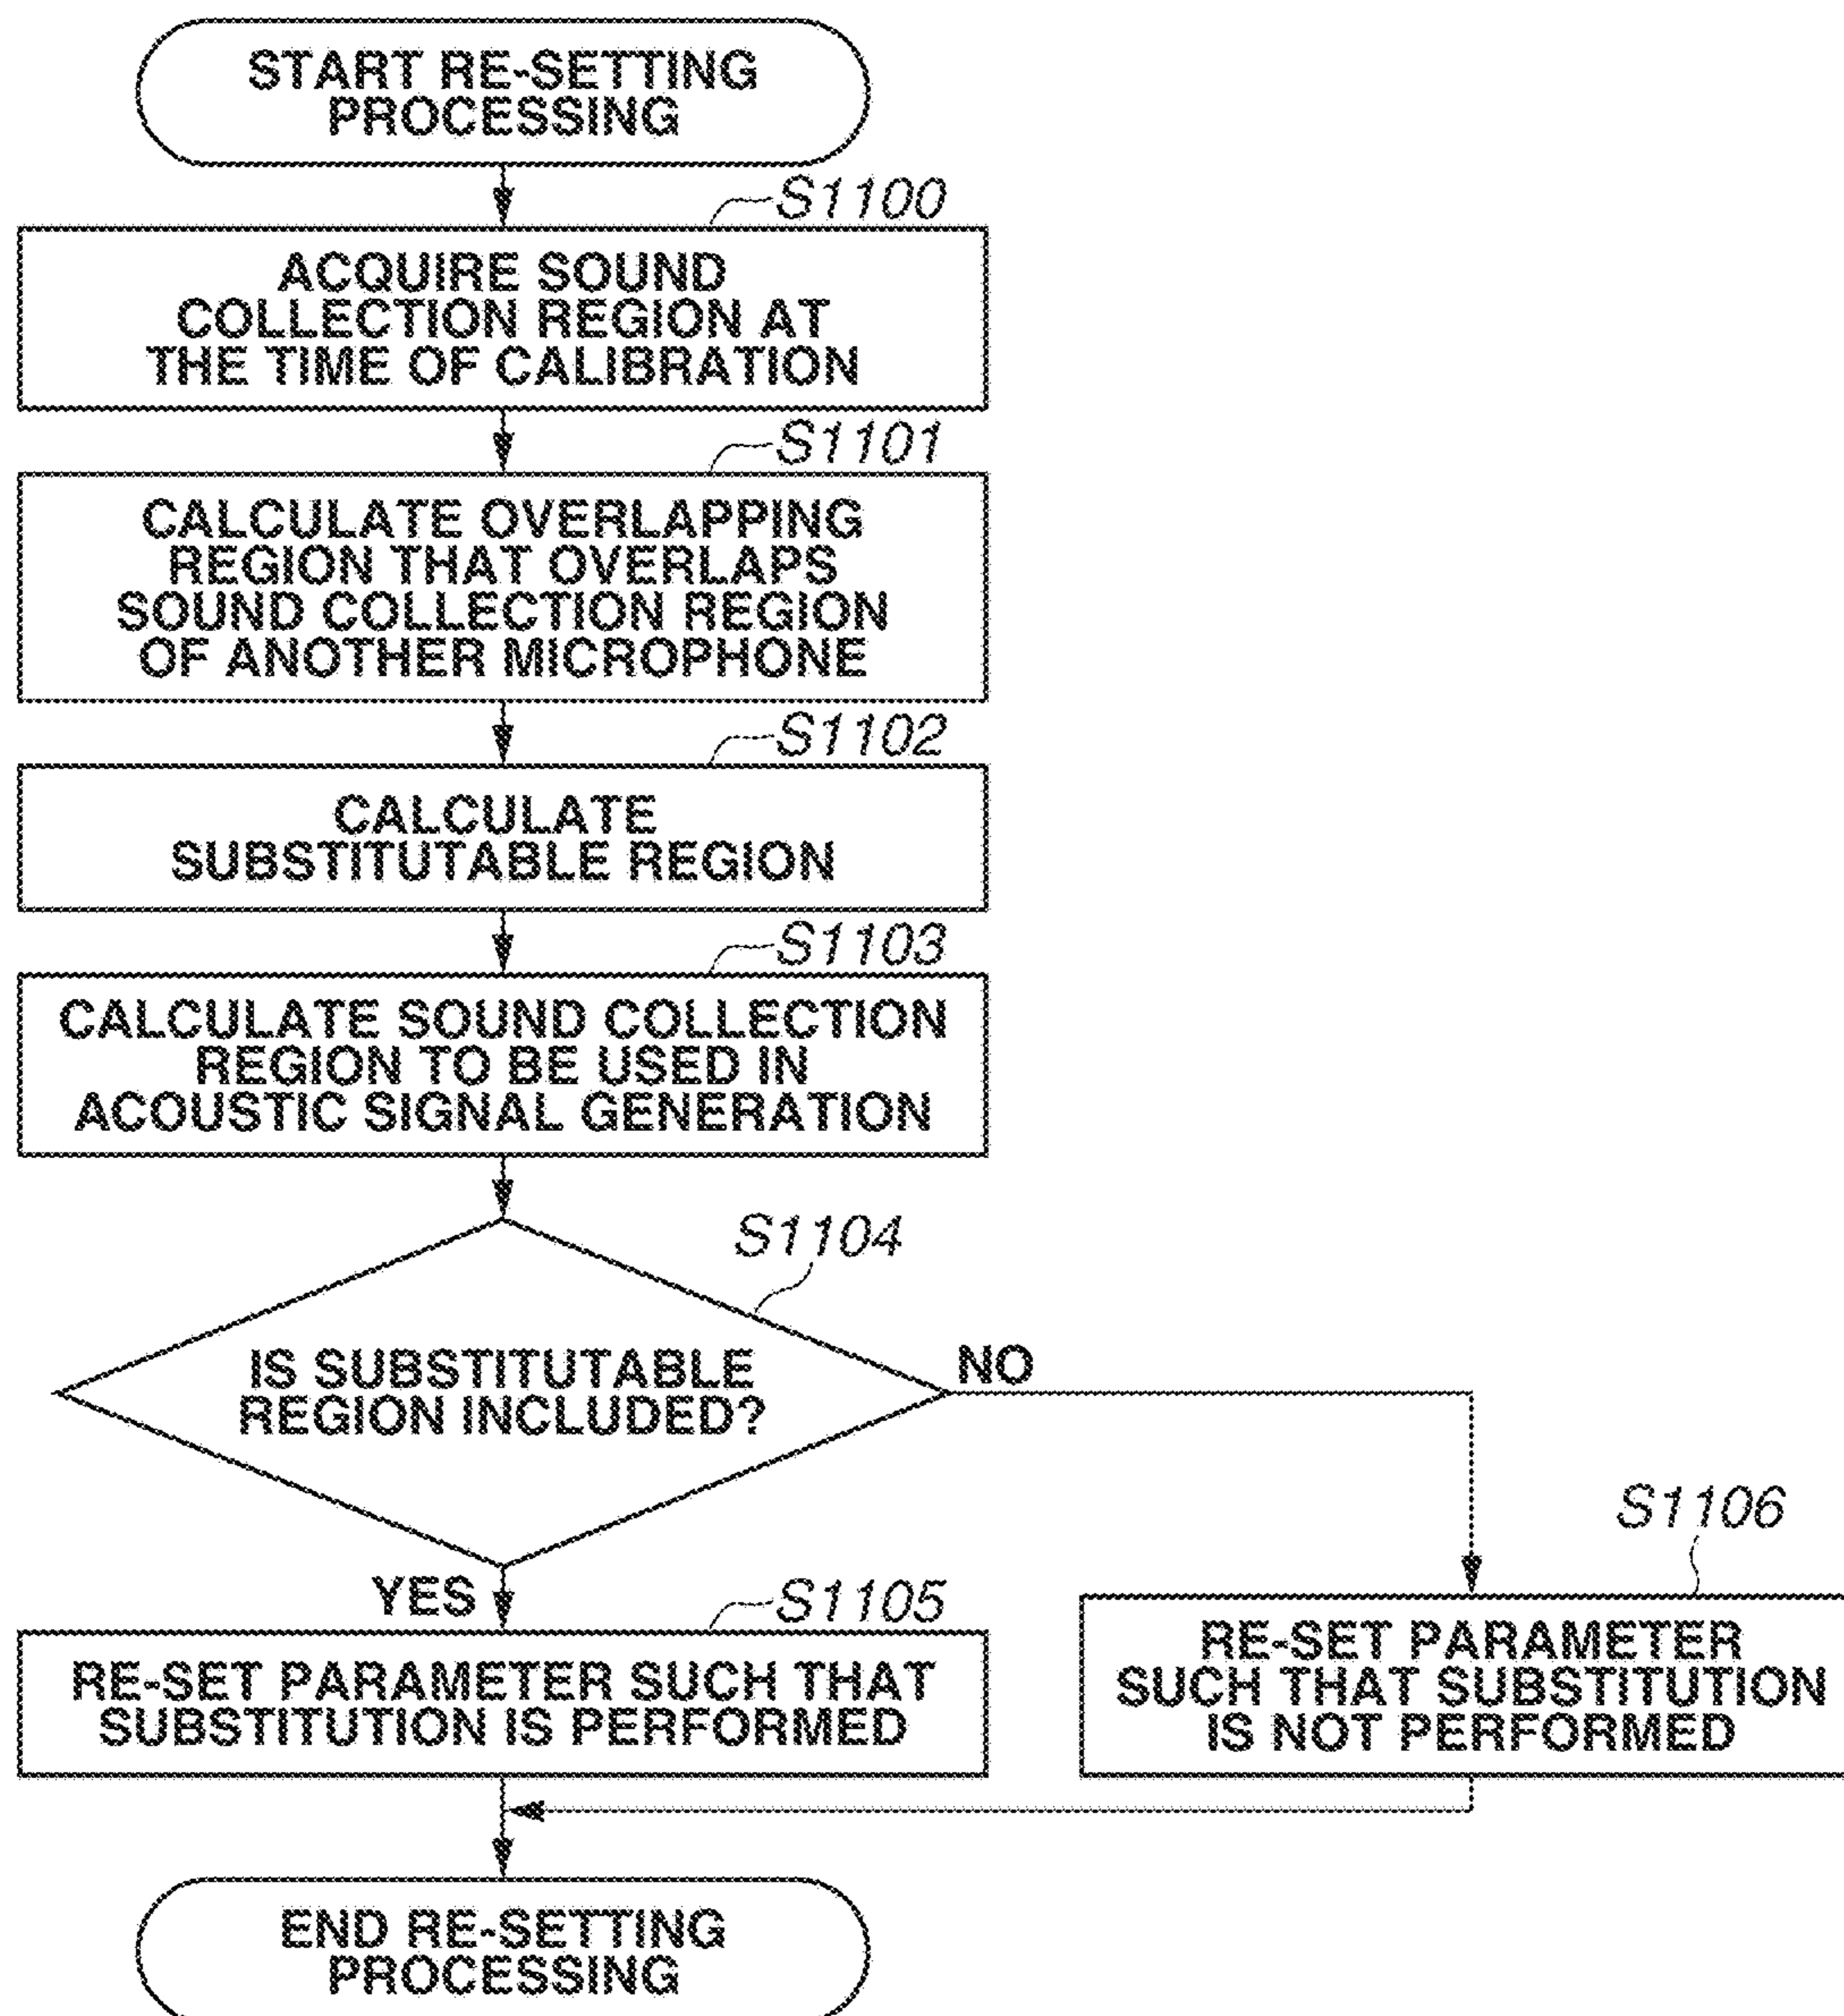 START RE-SETTING
PROCESSING
S1100
ACQUIRE SOUND
COLLECTION REGION AT
THE TIME OF CALIBRATION
S1101
CALCULATE OVERLAPPING
REGION THAT OVERLAPS
SOUND COLLECTION REGION
OF ANOTHER MICROPHONE
S1102
CALCULATE
SUBSTITUTABLE REGION
S1103
CALCULATE SOUND COLLECTION
REGION TO BE USED IN
ACOUSTIC SIGNAL GENERATION
S1104
IS SUBSTITUTABLE
REGION INCLUDED?
NO
YES
S1105
RE-SET PARAMETER SUCH THAT
SUBSTITUTION IS PERFORMED
S1106
RE-SET PARAMETER
SUCH THAT SUBSTITUTION
IS NOT PERFORMED
END RE-SETTING
PROCESSING